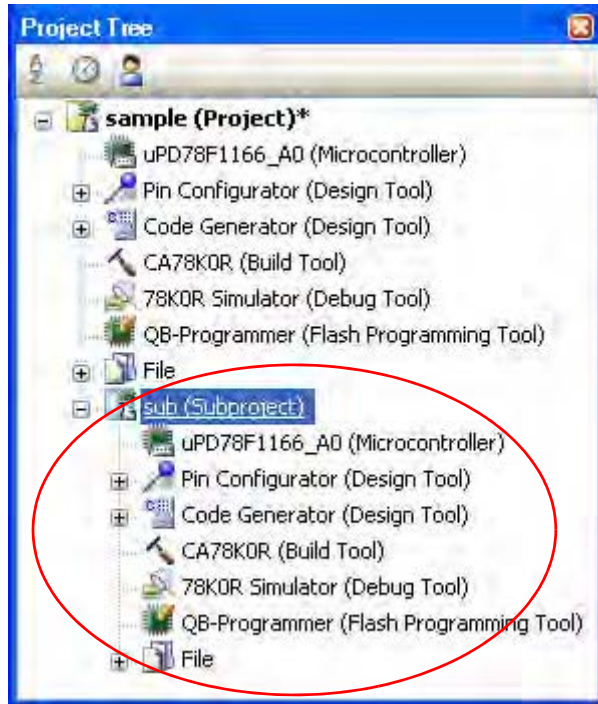 Project Tree
sample (Project)*
uPD78F1166_A0 (Microcontroller)
Pin Configurator (Design Tool)
Code Generator (Design Tool)
CA78K0R (Build Tool)
78K0R Simulator (Debug Tool)
QB-Programmer (Flash Programming Tool)
File
sub (Subproject)
uPD78F1166_A0 (Microcontroller)
Pin Configurator (Design Tool)
Code Generator (Design Tool)
CA78K0R (Build Tool)
78K0R Simulator (Debug Tool)
QB-Programmer (Flash Programming Tool)
File